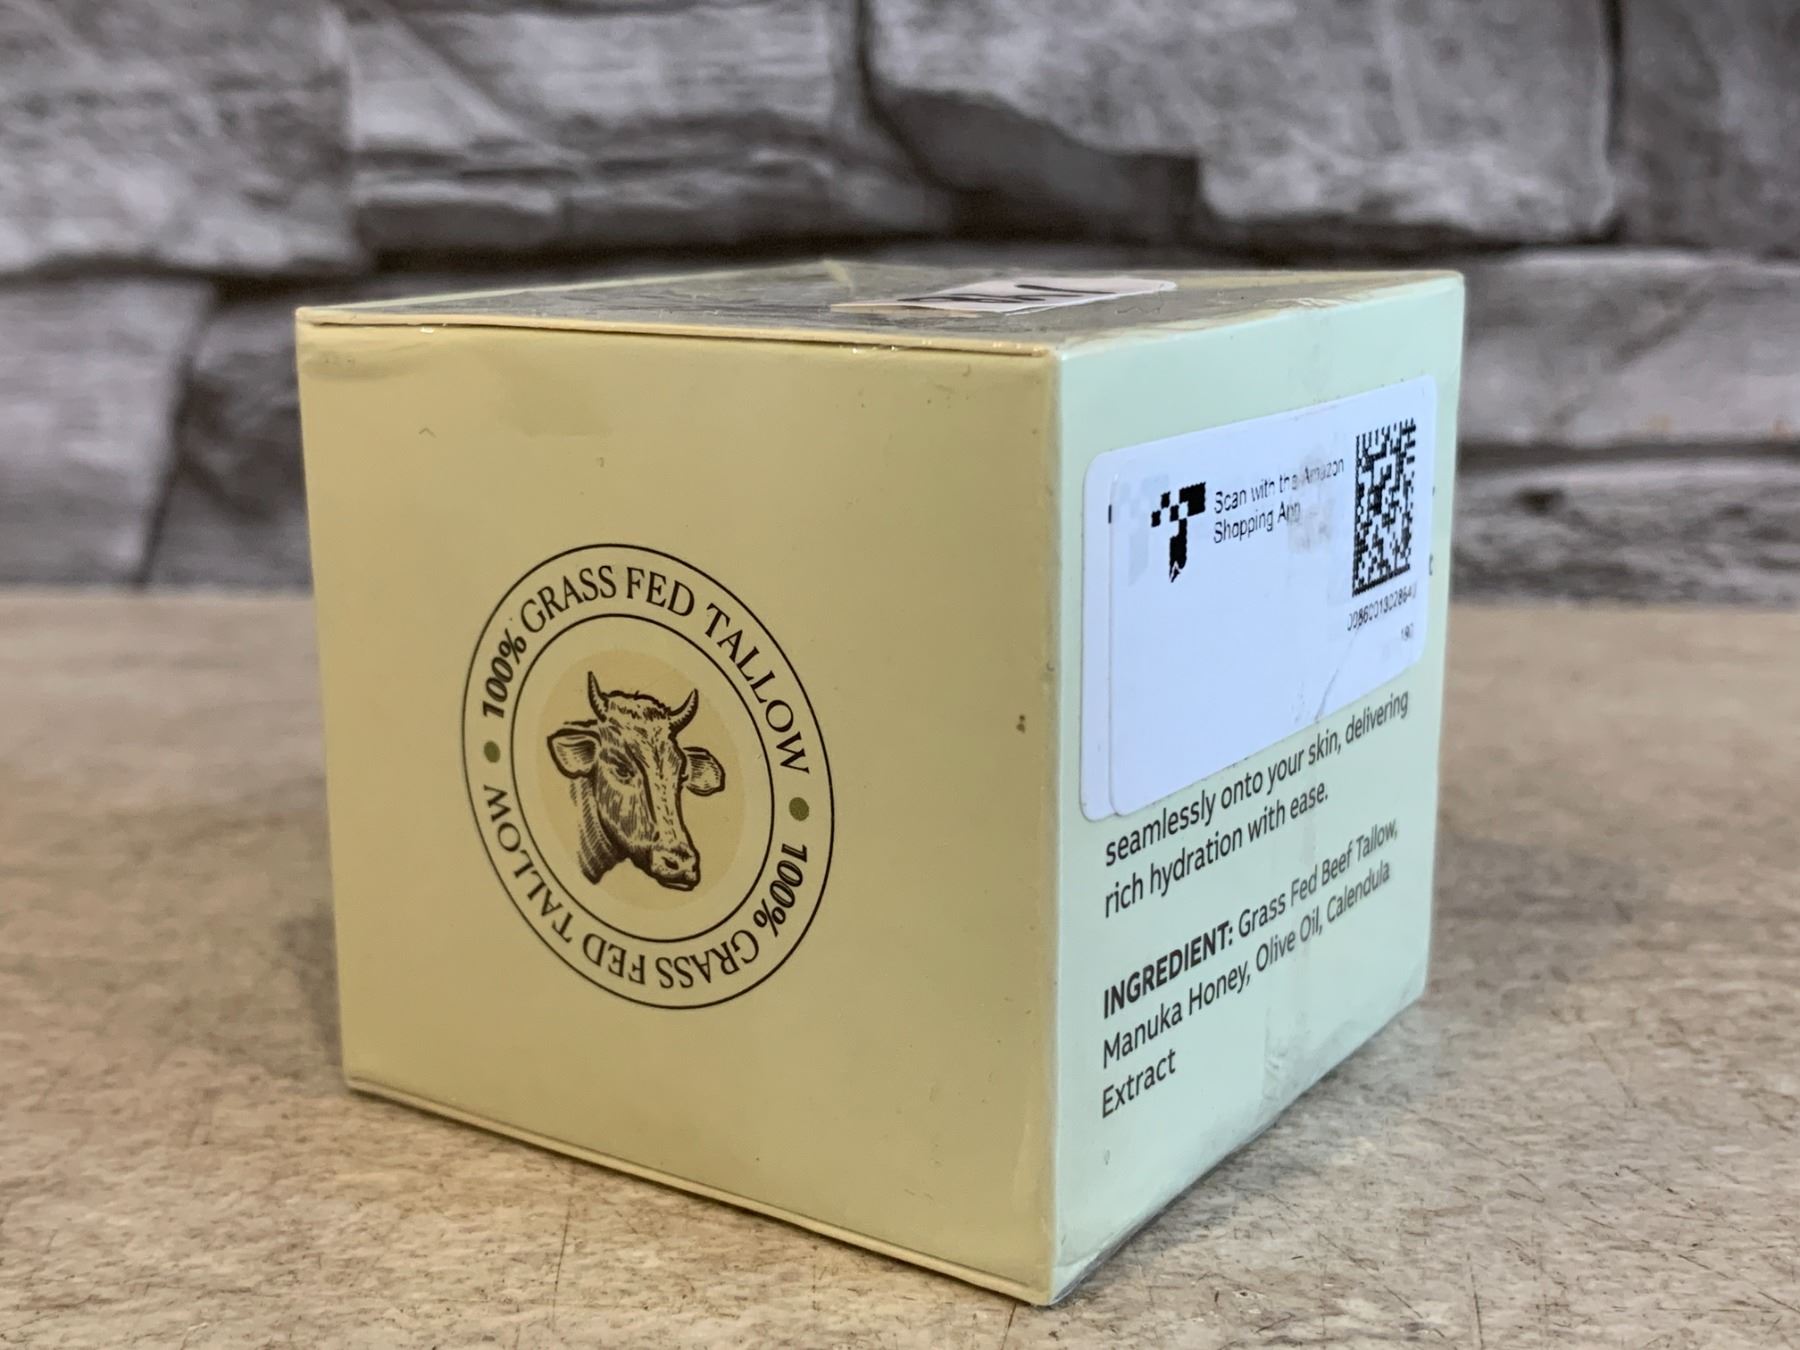 100% GRASS FED TALLOW
100% GRASS FED TALLOW
Scan with the Amazon
Shopping App
seamlessly onto your skin, delivering
rich hydration with ease.
INGREDIENT: Grass Fed Beef Tallow,
Manuka Honey, Olive Oil, Calendula
Extract